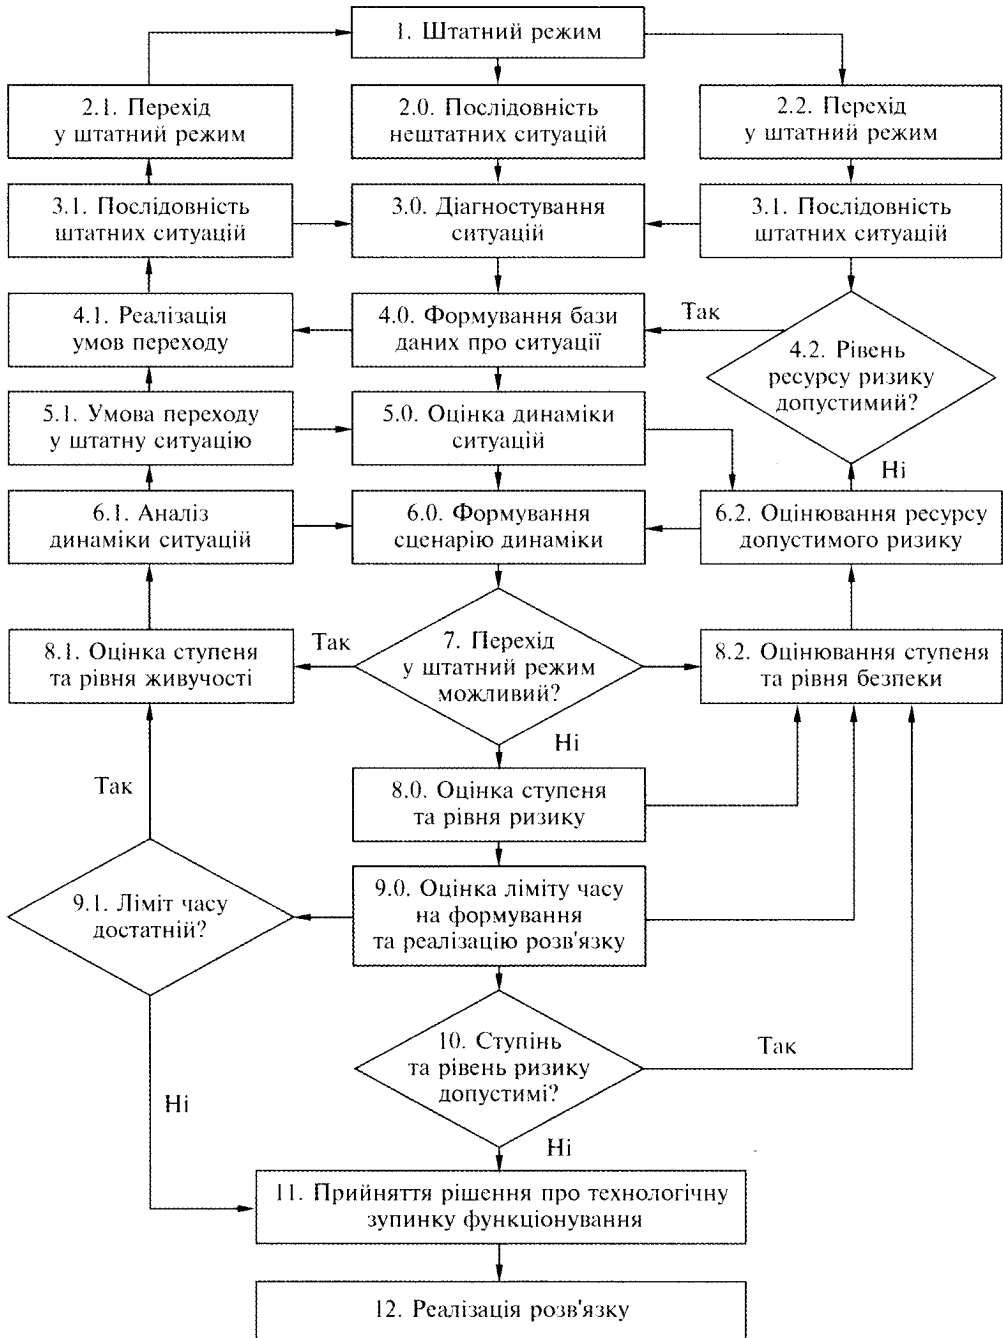 1. Штатний режим
2.1. Перехід
у штатний режим
2.0. Послідовність
нештатних ситуацій
2.2. Перехід
у штатний режим
3.1. Послідовність
штатних ситуацій
3.0. Діагностування
ситуацій
3.1. Послідовність
штатних ситуацій
4.1. Реалізація
умов переходу
4.0. Формування бази
даних про ситуації
Так
4.2. Рівень
ресурсу ризику
допустимий?
Ні
5.1. Умова переходу
у штатну ситуацію
5.0. Оцінка динаміки
ситуацій
6.1. Аналіз
динаміки ситуацій
6.0. Формування
сценарію динаміки
6.2. Оцінювання ресурсу
допустимого ризику
8.1. Оцінка ступеня
та рівня живучості
Так
7. Перехід
у штатний режим
можливий?
Ні
8.2. Оцінювання ступеня
та рівня безпеки
Так
8.0. Оцінка ступеня
та рівня ризику
9.1. Ліміт часу
достатній?
9.0. Оцінка ліміту часу
на формування
та реалізацію розв'язку
10. Ступінь
та рівень ризику
допустимі?
Так
Ні
Ні
11. Прийняття рішення про технологічну
зупинку функціонування
12. Реалізація розв'язку